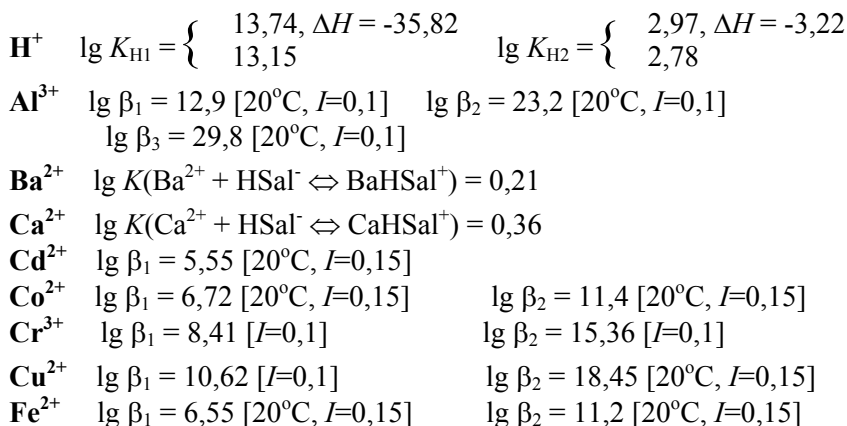 H⁺ lg K_H1 = { 13,74, ΔH = -35,82 lg K_H2 = { 2,97, ΔH = -3,22
13,15 2,78
Al³⁺ lg β₁ = 12,9 [20°C, I=0,1] lg β₂ = 23,2 [20°C, I=0,1]
lg β₃ = 29,8 [20°C, I=0,1]
Ba²⁺ lg K(Ba²⁺ + HSal⁻ ⇔ BaHSal⁺) = 0,21
Ca²⁺ lg K(Ca²⁺ + HSal⁻ ⇔ CaHSal⁺) = 0,36
Cd²⁺ lg β₁ = 5,55 [20°C, I=0,15]
Co²⁺ lg β₁ = 6,72 [20°C, I=0,15] lg β₂ = 11,4 [20°C, I=0,15]
Cr³⁺ lg β₁ = 8,41 [I=0,1] lg β₂ = 15,36 [I=0,1]
Cu²⁺ lg β₁ = 10,62 [I=0,1] lg β₂ = 18,45 [20°C, I=0,15]
Fe²⁺ lg β₁ = 6,55 [20°C, I=0,15] lg β₂ = 11,2 [20°C, I=0,15]